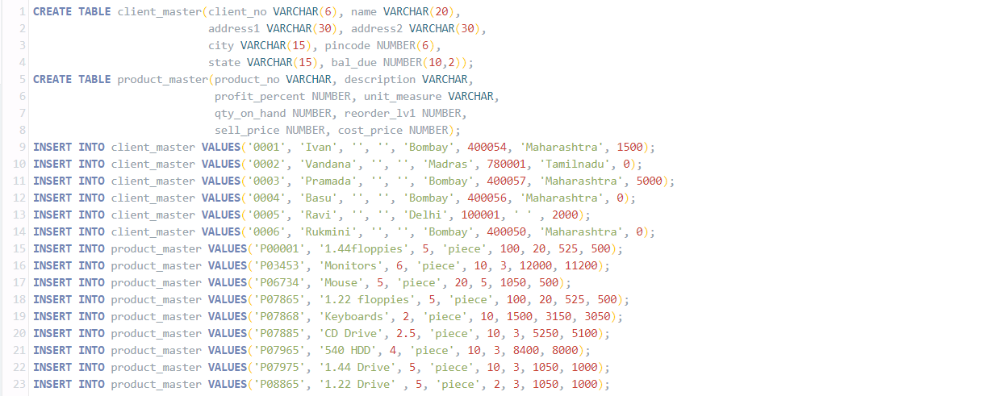 1 CREATE TABLE client_master(client_no VARCHAR(6), name VARCHAR(20),
2 address1 VARCHAR(30), address2 VARCHAR(30),
3 city VARCHAR(15), pincode NUMBER(6),
4 state VARCHAR(15), bal_due NUMBER(10,2));
5 CREATE TABLE product_master(product_no VARCHAR, description VARCHAR,
6 profit_percent NUMBER, unit_measure VARCHAR,
7 qty_on_hand NUMBER, reorder_lv1 NUMBER,
8 sell_price NUMBER, cost_price NUMBER);
9 INSERT INTO client_master VALUES('0001', 'Ivan', '', '', 'Bombay', 400054, 'Maharashtra', 1500);
10 INSERT INTO client_master VALUES('0002', 'Vandana', '', '', 'Madras', 780001, 'Tamilnadu', 0);
11 INSERT INTO client_master VALUES('0003', 'Pramada', '', '', 'Bombay', 400057, 'Maharashtra', 5000);
12 INSERT INTO client_master VALUES('0004', 'Basu', '', '', 'Bombay', 400056, 'Maharashtra', 0);
13 INSERT INTO client_master VALUES('0005', 'Ravi', '', '', 'Delhi', 100001, ' ' , 2000);
14 INSERT INTO client_master VALUES('0006', 'Rukmini', '', '', 'Bombay', 400050, 'Maharashtra', 0);
15 INSERT INTO product_master VALUES('P00001', '1.44floppies', 5, 'piece', 100, 20, 525, 500);
16 INSERT INTO product_master VALUES('P03453', 'Monitors', 6, 'piece', 10, 3, 12000, 11200);
17 INSERT INTO product_master VALUES('P06734', 'Mouse', 5, 'piece', 20, 5, 1050, 500);
18 INSERT INTO product_master VALUES('P07865', '1.22 floppies', 5, 'piece', 100, 20, 525, 500);
19 INSERT INTO product_master VALUES('P07868', 'Keyboards', 2, 'piece', 10, 1500, 3150, 3050);
20 INSERT INTO product_master VALUES('P07885', 'CD Drive', 2.5, 'piece', 10, 3, 5250, 5100);
21 INSERT INTO product_master VALUES('P07965', '540 HDD', 4, 'piece', 10, 3, 8400, 8000);
22 INSERT INTO product_master VALUES('P07975', '1.44 Drive', 5, 'piece', 10, 3, 1050, 1000);
23 INSERT INTO product_master VALUES('P08865', '1.22 Drive' , 5, 'piece', 2, 3, 1050, 1000);